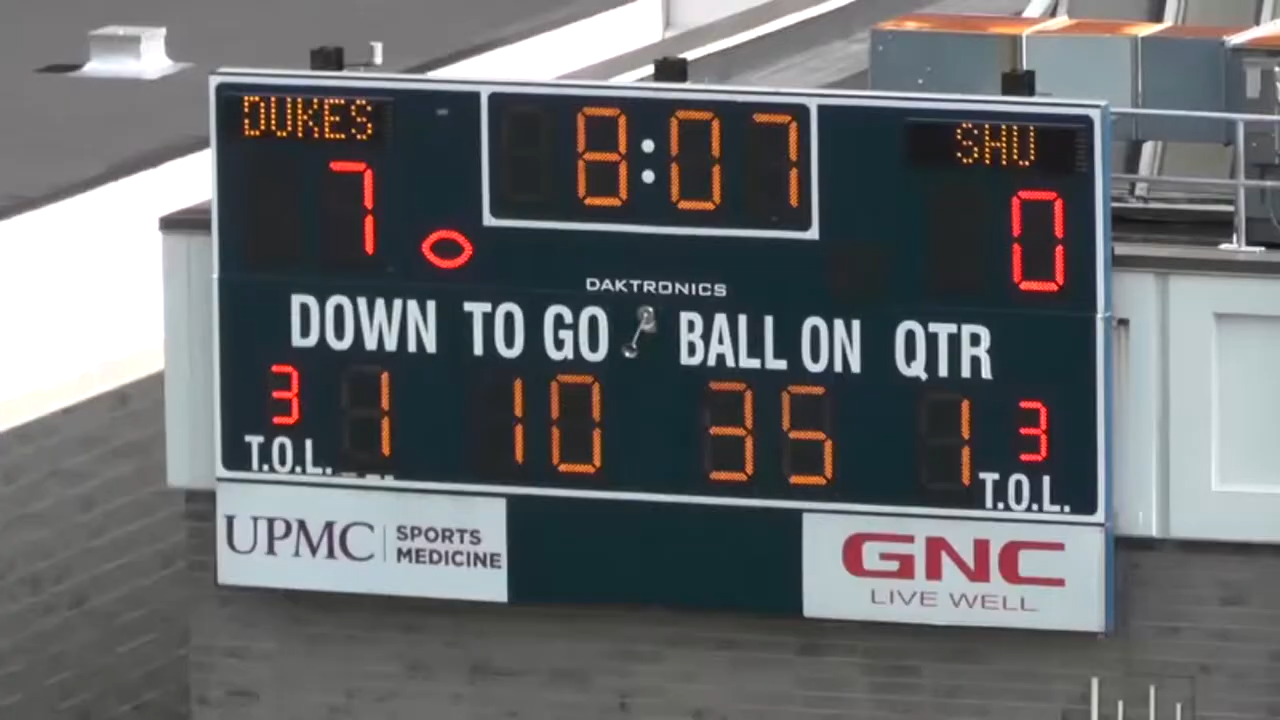 DUKES 8:07 SHU
7 0
DAKTRONICS
DOWN TO GO BALL ON QTR
3 1 10 35 1 3
T.O.L. T.O.L.
UPMC SPORTS MEDICINE
GNC
LIVE WELL